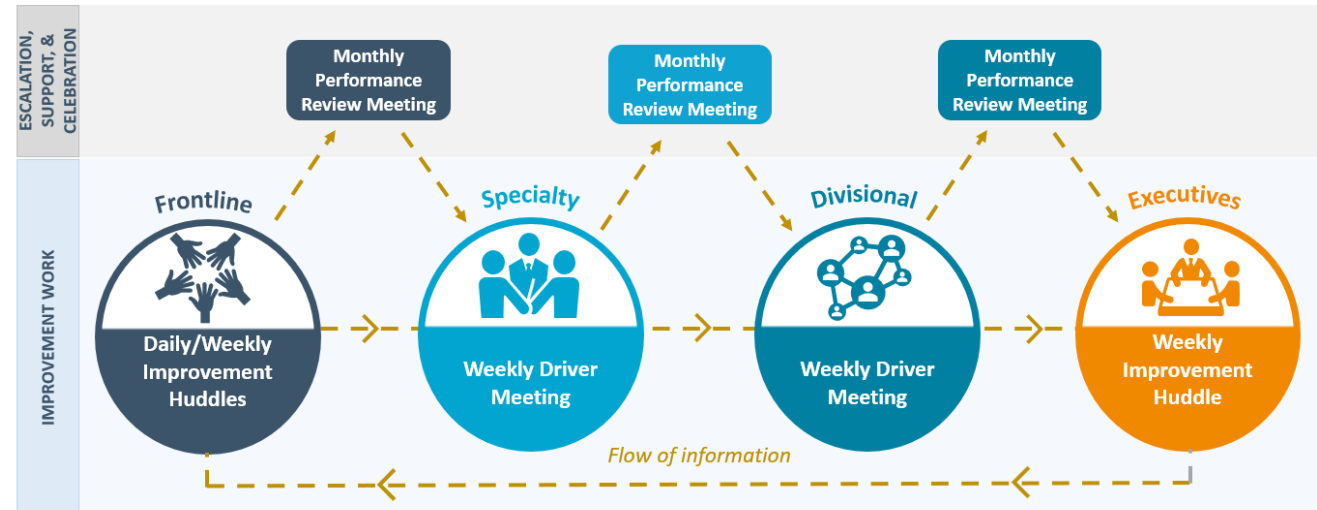 ESCALATION,
SUPPORT, &
CELEBRATION
Monthly
Performance
Review Meeting
Monthly
Performance
Review Meeting
Monthly
Performance
Review Meeting
IMPROVEMENT WORK
Frontline
Daily/Weekly
Improvement
Huddles
Specialty
Weekly Driver
Meeting
Divisional
Weekly Driver
Meeting
Executives
Weekly
Improvement
Huddle
Flow of information